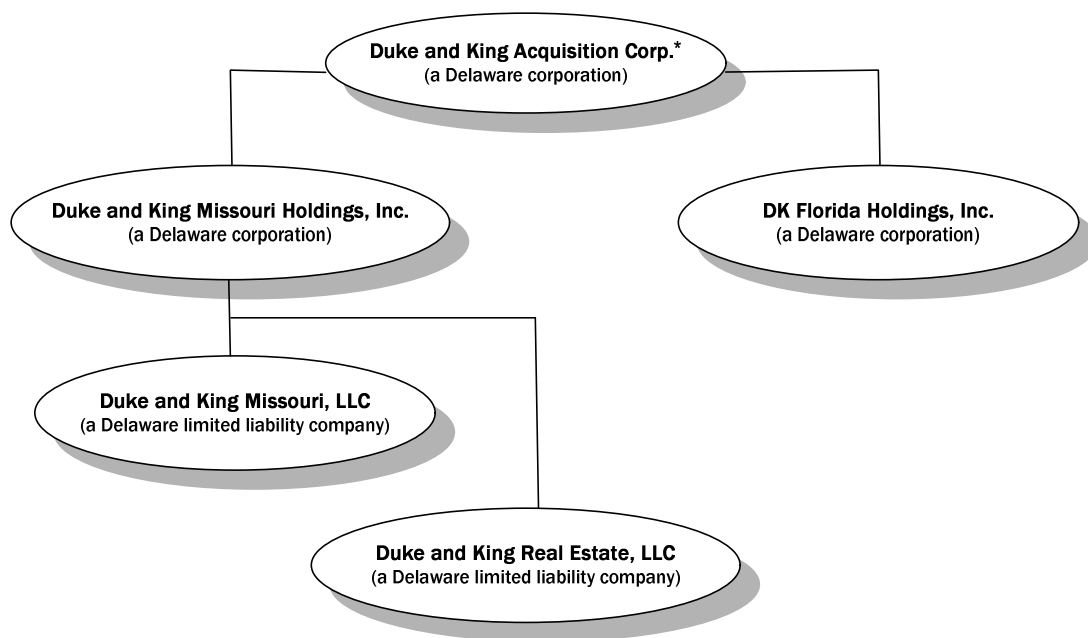 Duke and King Acquisition Corp.*
(a Delaware corporation)
Duke and King Missouri Holdings, Inc.
(a Delaware corporation)
DK Florida Holdings, Inc.
(a Delaware corporation)
Duke and King Missouri, LLC
(a Delaware limited liability company)
Duke and King Real Estate, LLC
(a Delaware limited liability company)